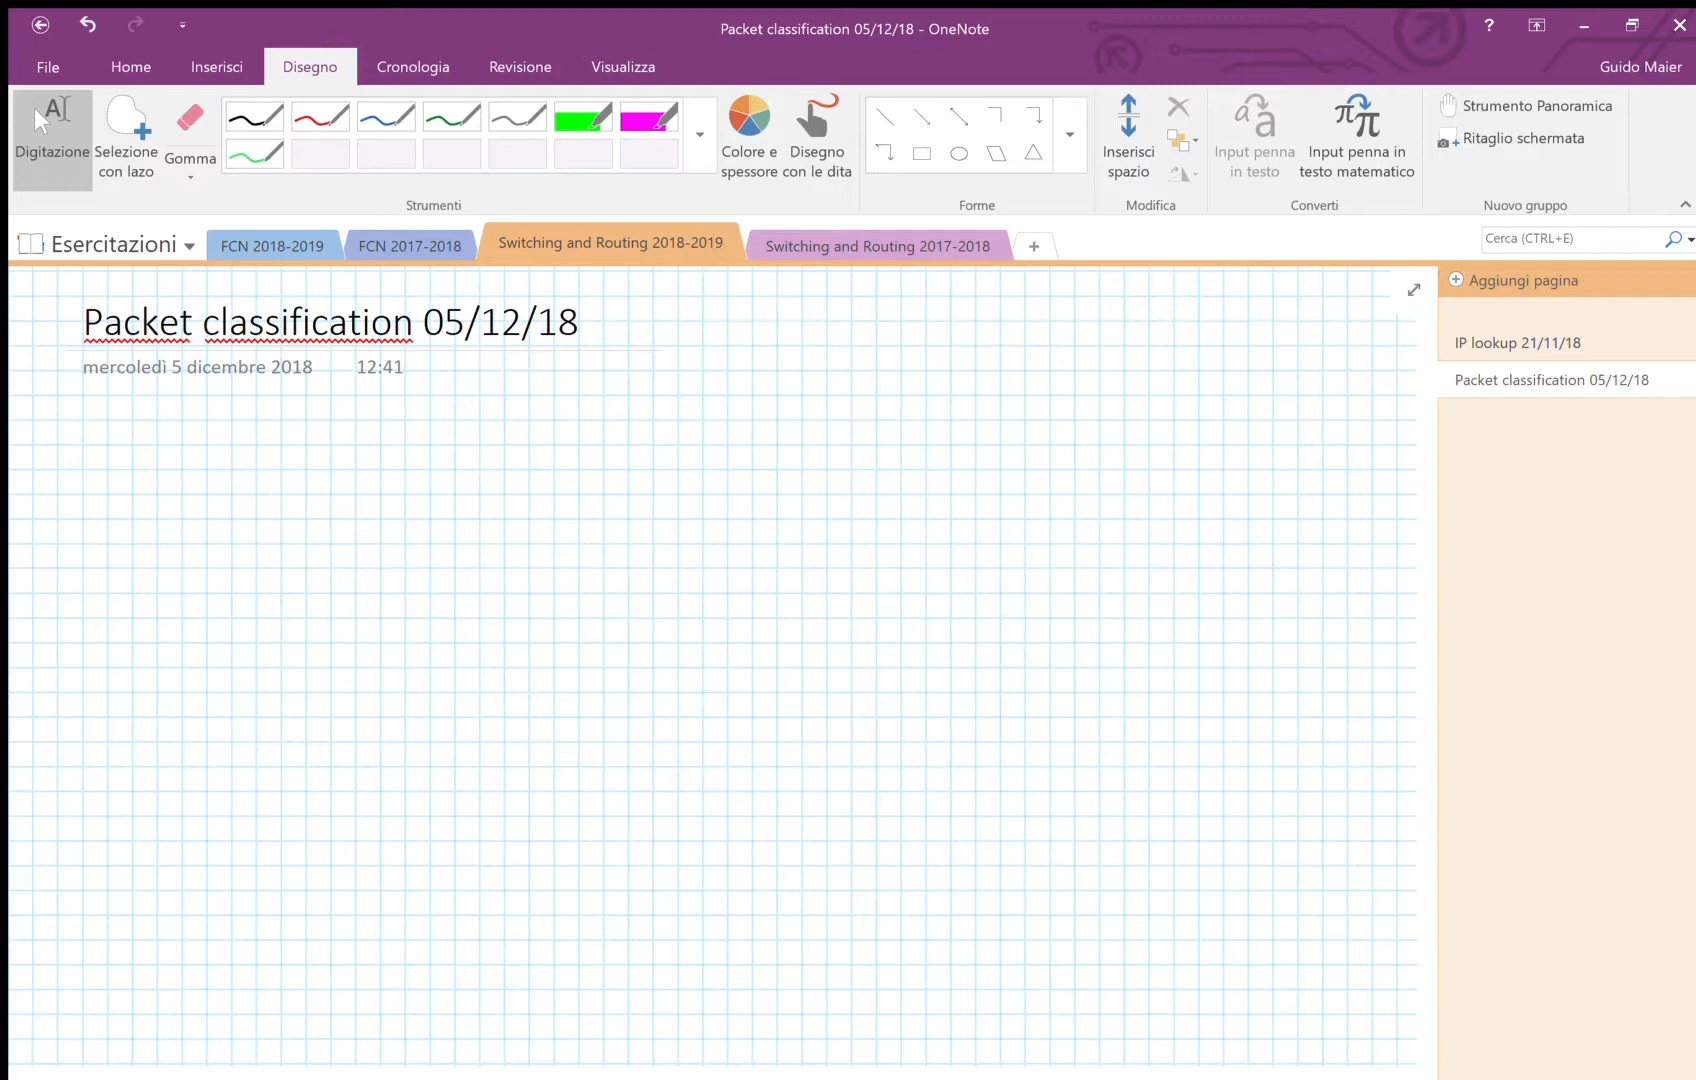 Packet classification 05/12/18 - OneNote
?
File
Home
Inserisci
Disegno
Cronologia
Revisione
Visualizza
Guido Maier
Digitazione
Selezione con lazo
Gomma
Colore e spessore
Disegno con le dita
Inserisci spazio
Input penna in testo
Input penna in testo matematico
Strumento Panoramica
Ritaglio schermata
Strumenti
Forme
Modifica
Converti
Nuovo gruppo
Esercitazioni
FCN 2018-2019
FCN 2017-2018
Switching and Routing 2018-2019
Switching and Routing 2017-2018
+
Cerca (CTRL+E)
Packet classification 05/12/18
mercoledì 5 dicembre 2018 12:41
Aggiungi pagina
IP lookup 21/11/18
Packet classification 05/12/18